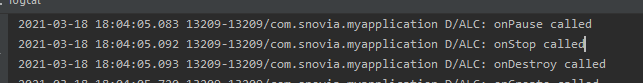 logcat
2021-03-18 18:04:05.083 13209-13209/com.snovia.myapplication D/ALC: onPause called
2021-03-18 18:04:05.092 13209-13209/com.snovia.myapplication D/ALC: onStop called
2021-03-18 18:04:05.093 13209-13209/com.snovia.myapplication D/ALC: onDestroy called